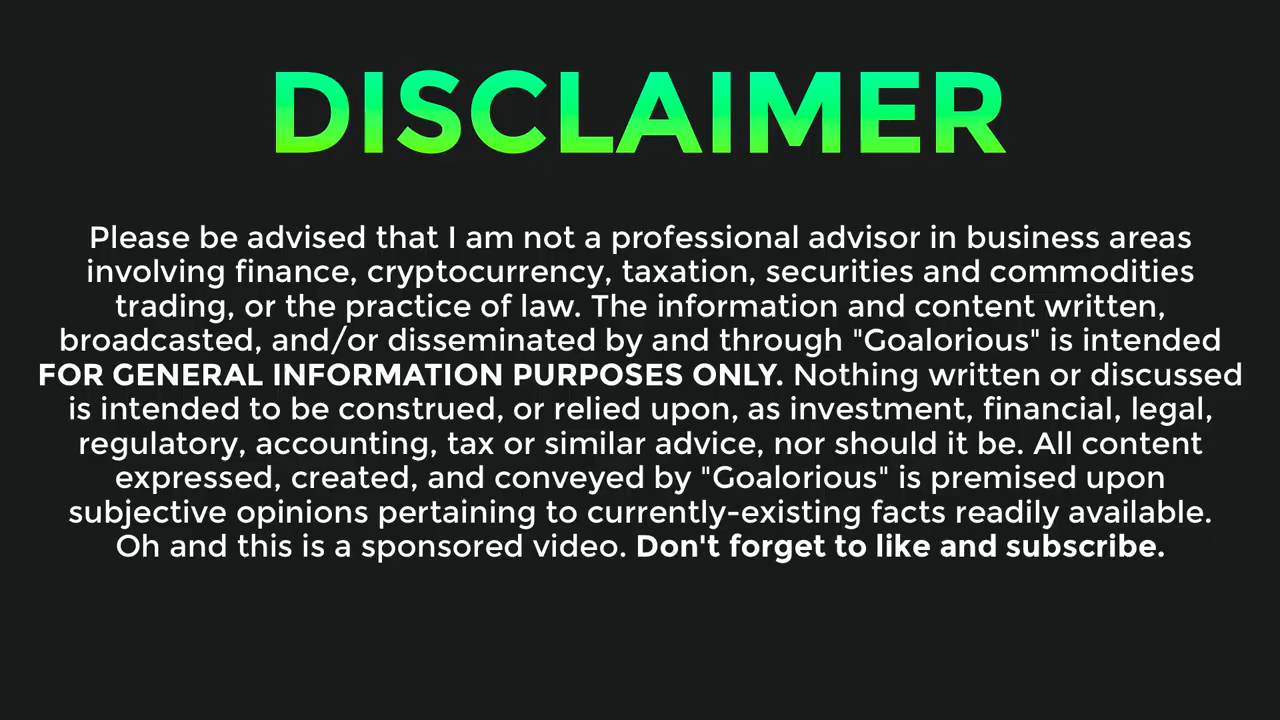 DISCLAIMER
Please be advised that I am not a professional advisor in business areas
involving finance, cryptocurrency, taxation, securities and commodities
trading, or the practice of law. The information and content written,
broadcasted, and/or disseminated by and through "Goalorious" is intended
FOR GENERAL INFORMATION PURPOSES ONLY. Nothing written or discussed
is intended to be construed, or relied upon, as investment, financial, legal,
regulatory, accounting, tax or similar advice, nor should it be. All content
expressed, created, and conveyed by "Goalorious" is premised upon
subjective opinions pertaining to currently-existing facts readily available.
Oh and this is a sponsored video. Don't forget to like and subscribe.